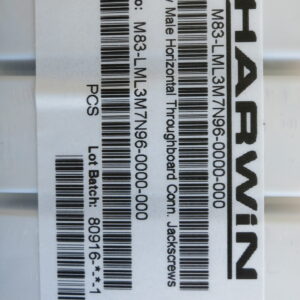 HARWiN
M83-LML3M7N96-0000-000
y Male Horizontal Throughboard Conn. Jackscrews
o: M83-LML3M7N96-0000-000
PCS
Lot Batch: 80916-*-*-1